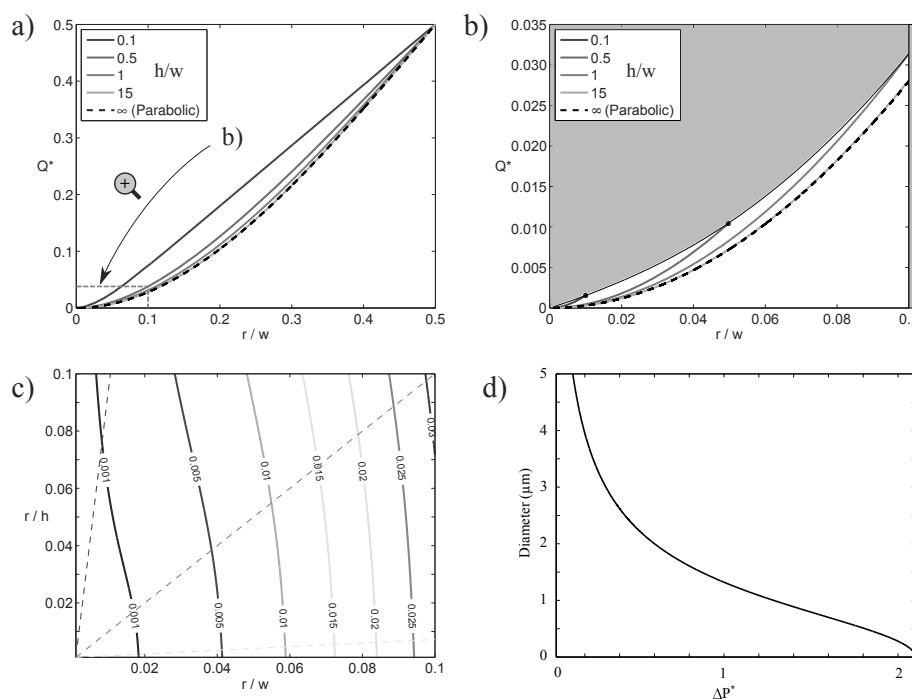 a)
0.5
0.4
0.3
Q*
0.2
0.1
0
0.1
0.5
1
15
∞ (Parabolic)
h/w
b)
0 0.1 0.2 0.3 0.4 0.5
r / w
b)
0.035
0.030
0.025
0.020
Q*
0.015
0.010
0.005
0
0.1
0.5
1
15
∞ (Parabolic)
h/w
0 0.02 0.04 0.06 0.08 0.1
r / w
c)
0.1
0.08
0.06
r / h
0.04
0.02
0.001
0.005
0.01
0.015
0.02
0.025
0.03
0.001
0.005
0.01
0.015
0.02
0.025
0.02 0.04 0.06 0.08 0.1
r / w
d)
5
4
3
Diameter (μm)
2
1
0
0 1 2
ΔP*